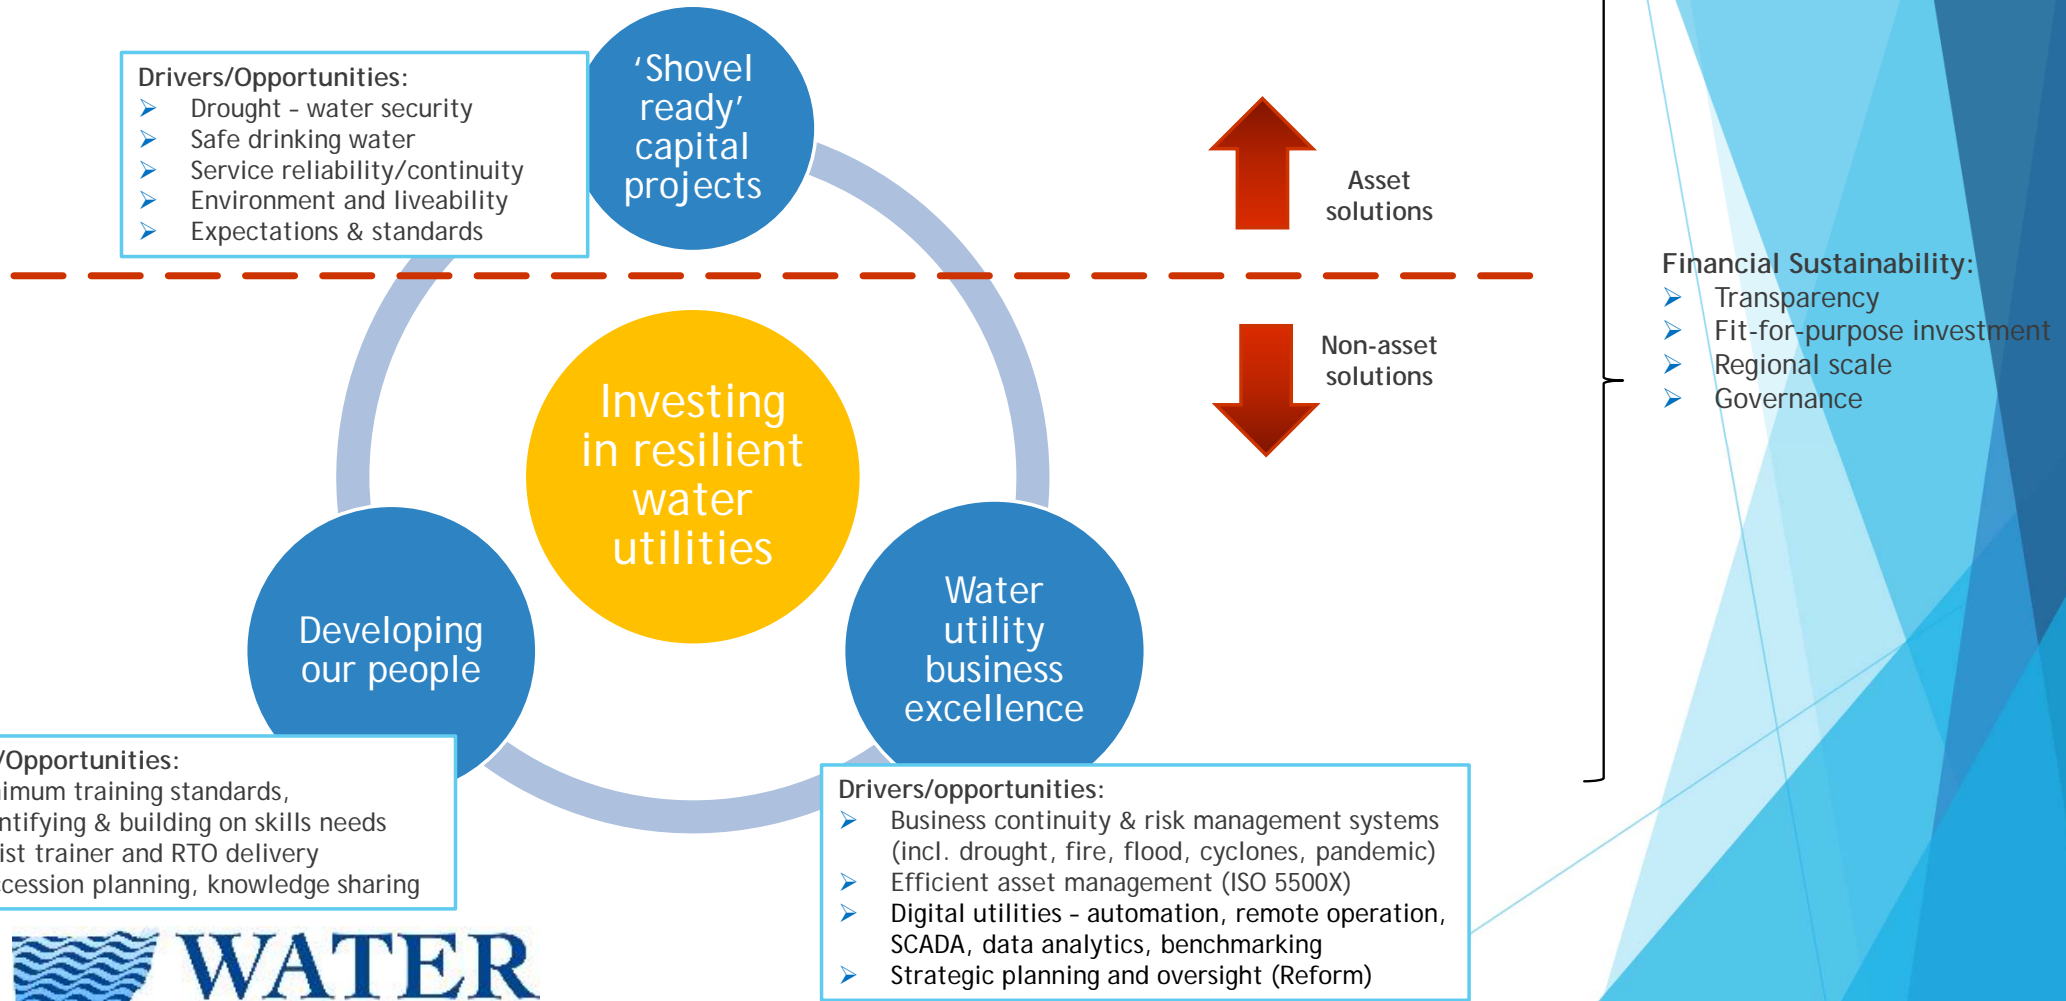 Drivers/Opportunities:
➢ Drought – water security
➢ Safe drinking water
➢ Service reliability/continuity
➢ Environment and liveability
➢ Expectations & standards
‘Shovel
ready’
capital
projects
Asset
solutions
Non-asset
solutions
Financial Sustainability:
➢ Transparency
➢ Fit-for-purpose investment
➢ Regional scale
➢ Governance
Investing
in resilient
water
utilities
Developing
our people
Water
utility
business
excellence
/Opportunities:
training standards,
& building on skills needs
trainer and RTO delivery
planning, knowledge sharing
Drivers/opportunities:
➢ Business continuity & risk management systems
(incl. drought, fire, flood, cyclones, pandemic)
➢ Efficient asset management (ISO 5500X)
➢ Digital utilities – automation, remote operation,
SCADA, data analytics, benchmarking
➢ Strategic planning and oversight (Reform)
WATER